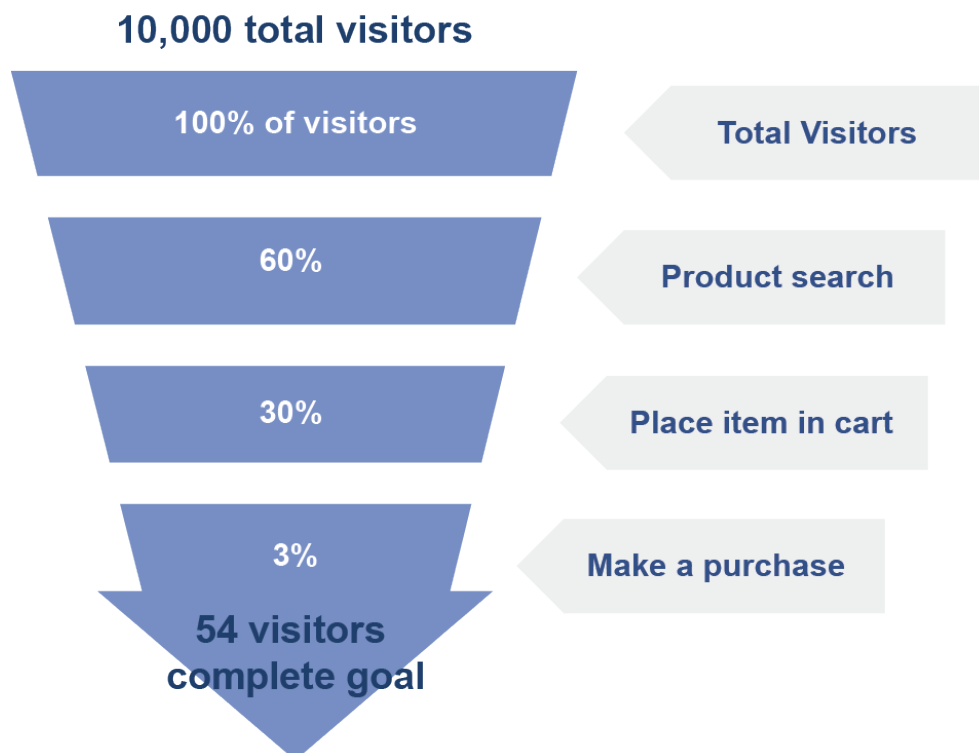 10,000 total visitors
100% of visitors
Total Visitors
60%
Product search
30%
Place item in cart
3%
Make a purchase
54 visitors
complete goal